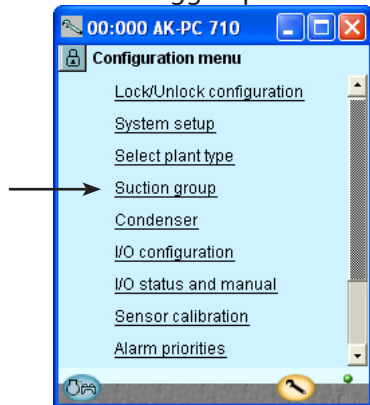 00:000 AK-PC 710
Configuration menu
Lock/Unlock configuration
System setup
Select plant type
Suction group
Condenser
I/O configuration
I/O status and manual
Sensor calibration
Alarm priorities